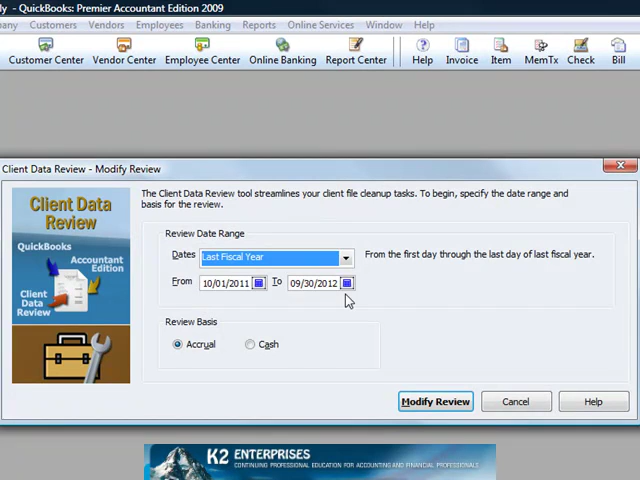 ly - QuickBooks: Premier Accountant Edition 2009
any Customers Vendors Employees Banking Reports Online Services Window Help
Customer Center Vendor Center Employee Center Online Banking Report Center Help Invoice Item MemTx Check Bill
Client Data Review - Modify Review
Client Data
Review
QuickBooks
Accountant
Edition
Client
Data
Review
The Client Data Review tool streamlines your client file cleanup tasks. To begin, specify the date range and
basis for the review.
Review Date Range
Dates Last Fiscal Year From the first day through the last day of last fiscal year.
From 10/01/2011 To 09/30/2012
Review Basis
Accrual Cash
Modify Review Cancel Help
K2 ENTERPRISES
CONTINUING PROFESSIONAL EDUCATION FOR ACCOUNTING AND FINANCIAL PROFESSIONALS